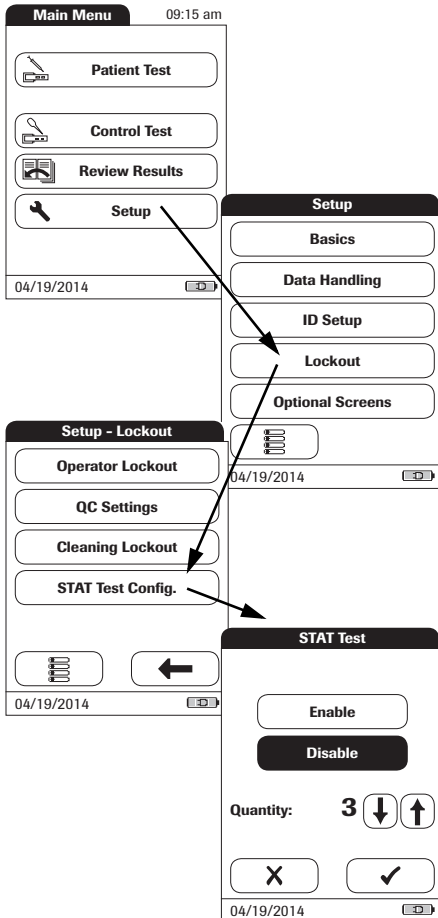 Main Menu
09:15 am
Patient Test
Control Test
Review Results
Setup
04/19/2014
Setup
Basics
Data Handling
ID Setup
Lockout
Optional Screens
04/19/2014
Setup - Lockout
Operator Lockout
QC Settings
Cleaning Lockout
STAT Test Config.
04/19/2014
STAT Test
Enable
Disable
Quantity: 3
04/19/2014